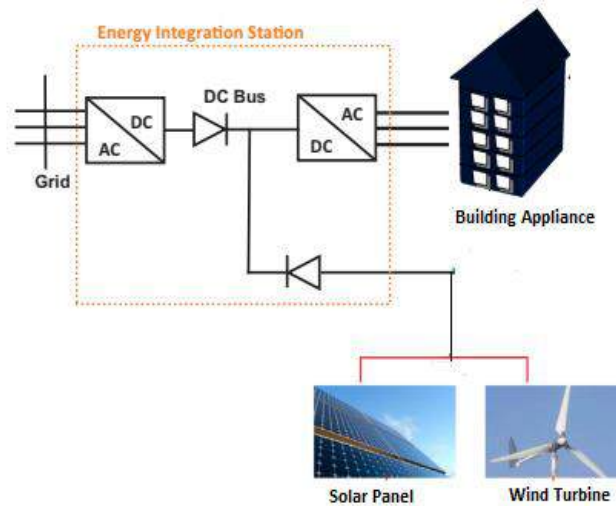 Energy Integration Station
DC Bus
DC
AC
AC
DC
Grid
Building Appliance
Solar Panel
Wind Turbine